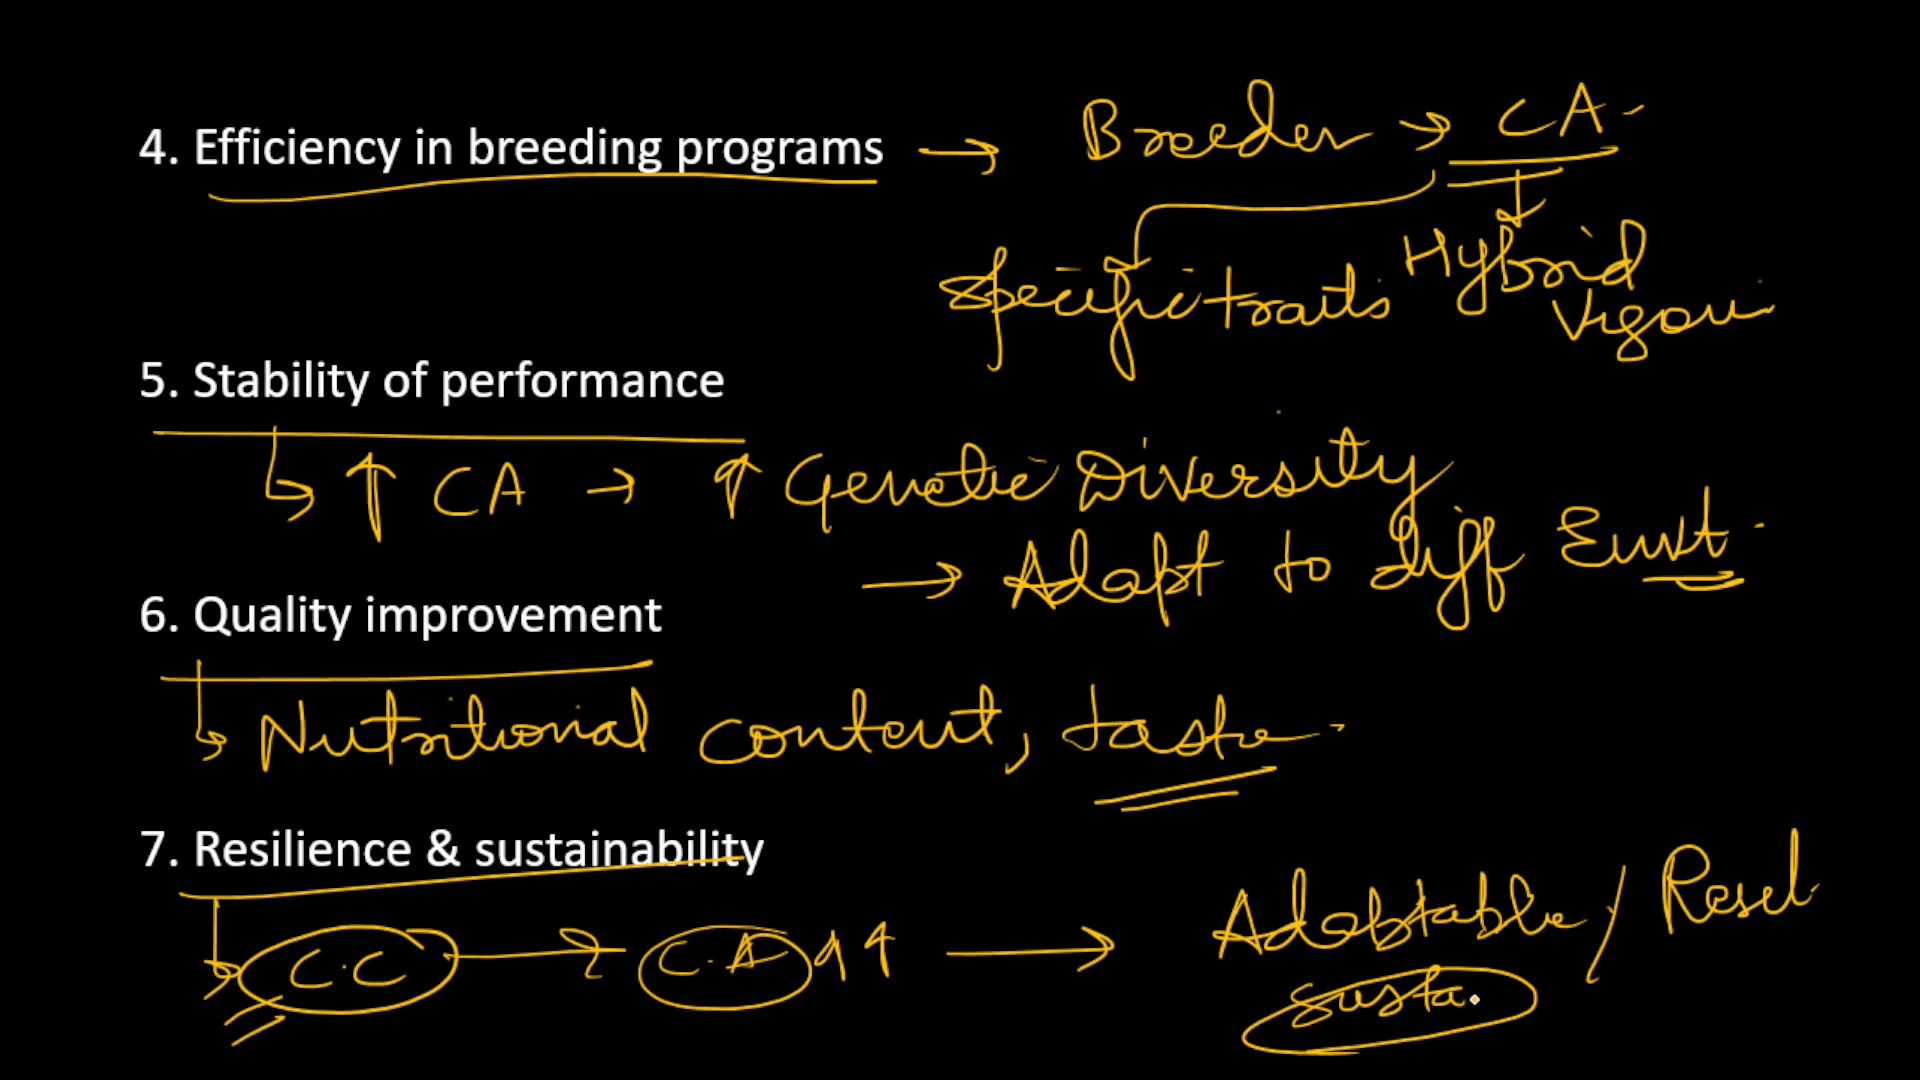 4. Efficiency in breeding programs → Breeder → CA
Specific traits Hybrid Vigour
5. Stability of performance
↑ CA → ↑ Genetic Diversity
→ Adapt to diff Envt.
6. Quality improvement
Nutritional content, taste
7. Resilience & sustainability
C.C → C.A ↑↑ → Adaptable / Resil.
susta.